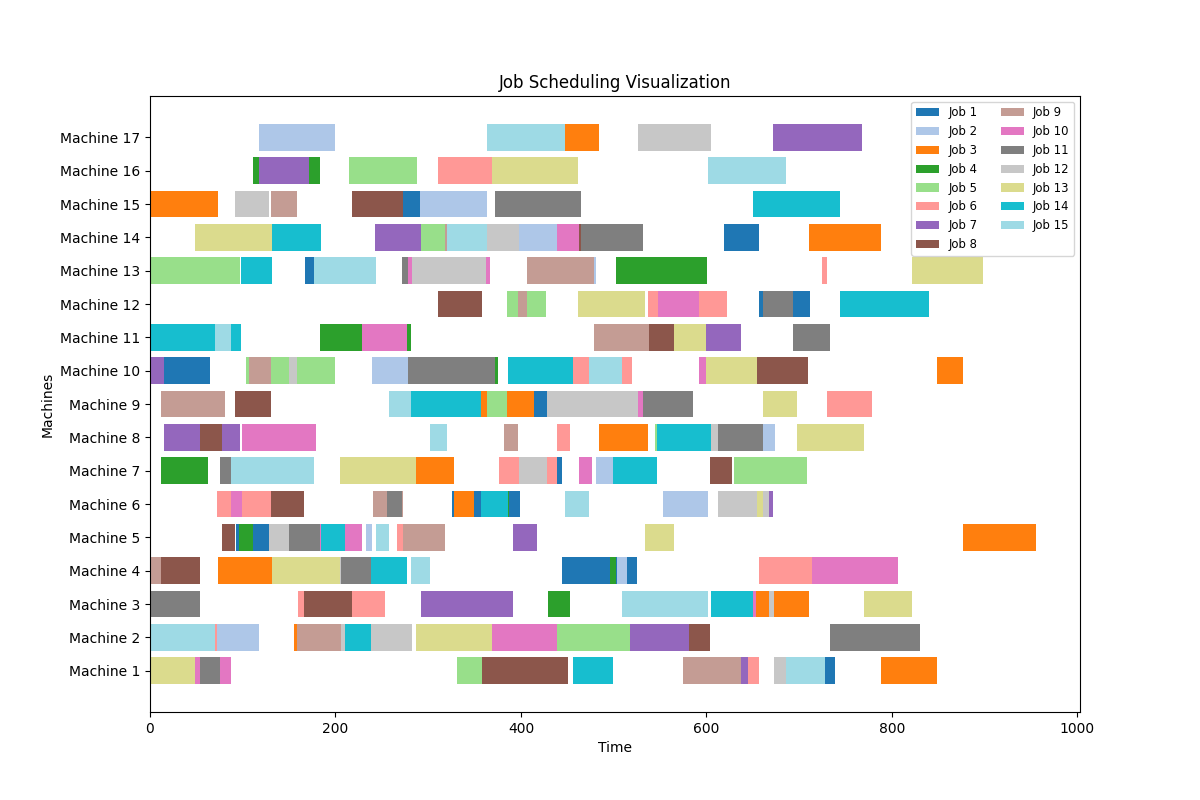 Job Scheduling Visualization
Machine 17
Machine 16
Machine 15
Machine 14
Machine 13
Machine 12
Machine 11
Machine 10
Machine 9
Machine 8
Machine 7
Machine 6
Machine 5
Machine 4
Machine 3
Machine 2
Machine 1
Machines
0 200 400 600 800 1000
Time
Job 1
Job 2
Job 3
Job 4
Job 5
Job 6
Job 7
Job 8
Job 9
Job 10
Job 11
Job 12
Job 13
Job 14
Job 15